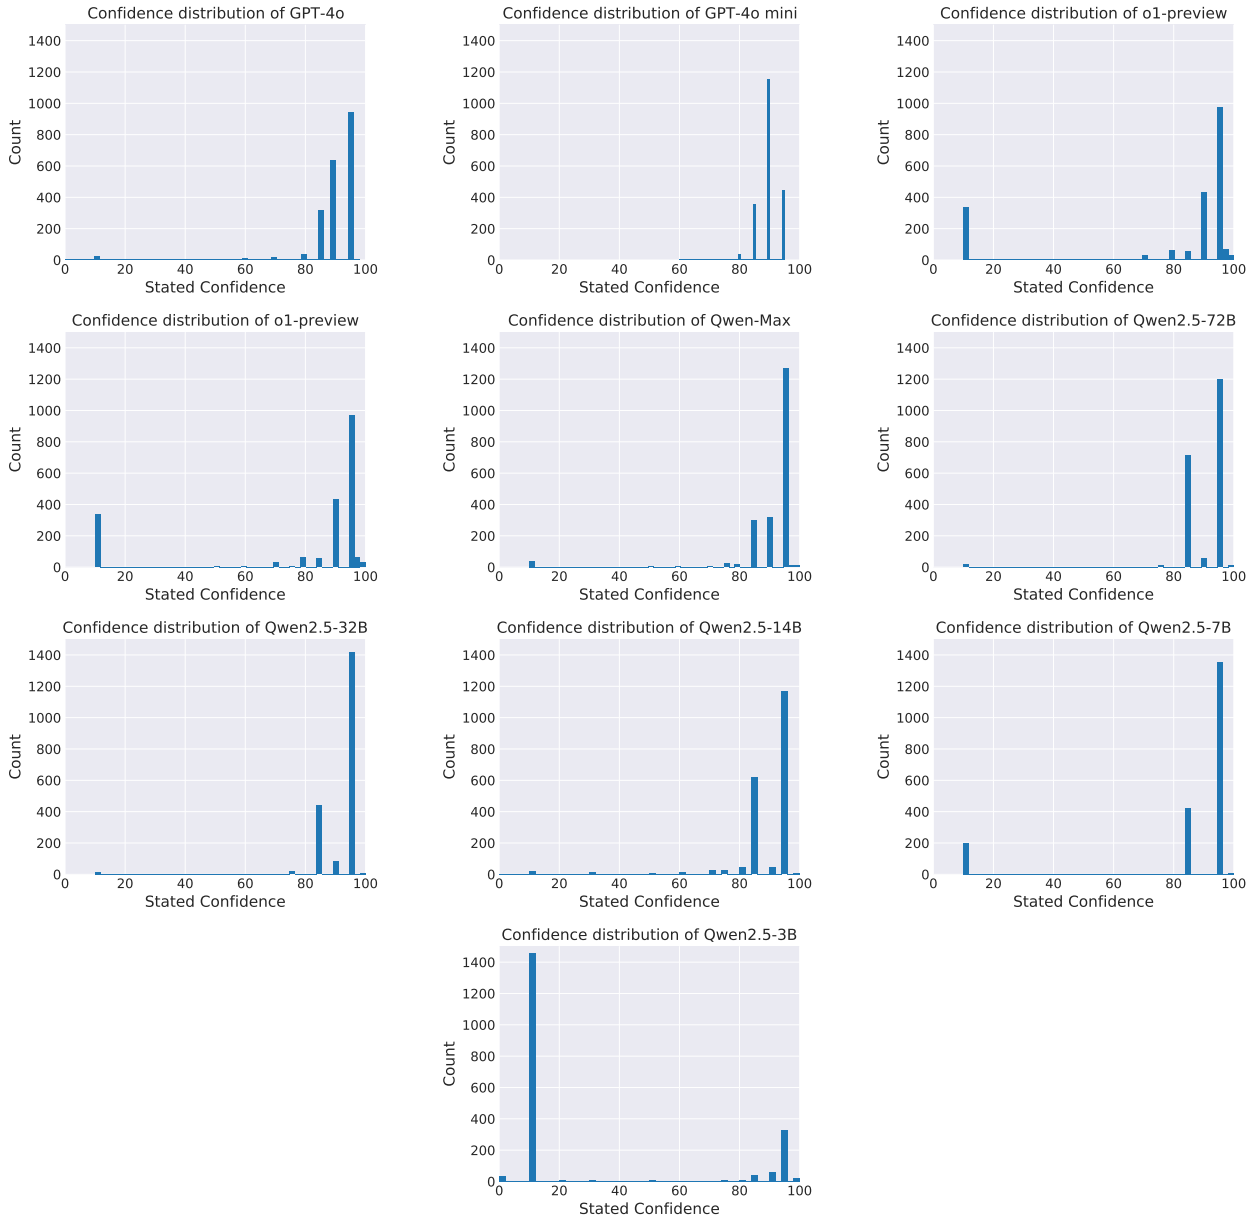 Confidence distribution of GPT-4o
1400
1200
1000
800
600
400
200
0
Count
0 20 40 60 80 100
Stated Confidence
Confidence distribution of GPT-4o mini
1400
1200
1000
800
600
400
200
0
Count
0 20 40 60 80 100
Stated Confidence
Confidence distribution of o1-preview
1400
1200
1000
800
600
400
200
0
Count
0 20 40 60 80 100
Stated Confidence
Confidence distribution of o1-preview
1400
1200
1000
800
600
400
200
0
Count
0 20 40 60 80 100
Stated Confidence
Confidence distribution of Qwen-Max
1400
1200
1000
800
600
400
200
0
Count
0 20 40 60 80 100
Stated Confidence
Confidence distribution of Qwen2.5-72B
1400
1200
1000
800
600
400
200
0
Count
0 20 40 60 80 100
Stated Confidence
Confidence distribution of Qwen2.5-32B
1400
1200
1000
800
600
400
200
0
Count
0 20 40 60 80 100
Stated Confidence
Confidence distribution of Qwen2.5-14B
1400
1200
1000
800
600
400
200
0
Count
0 20 40 60 80 100
Stated Confidence
Confidence distribution of Qwen2.5-7B
1400
1200
1000
800
600
400
200
0
Count
0 20 40 60 80 100
Stated Confidence
Confidence distribution of Qwen2.5-3B
1400
1200
1000
800
600
400
200
0
Count
0 20 40 60 80 100
Stated Confidence